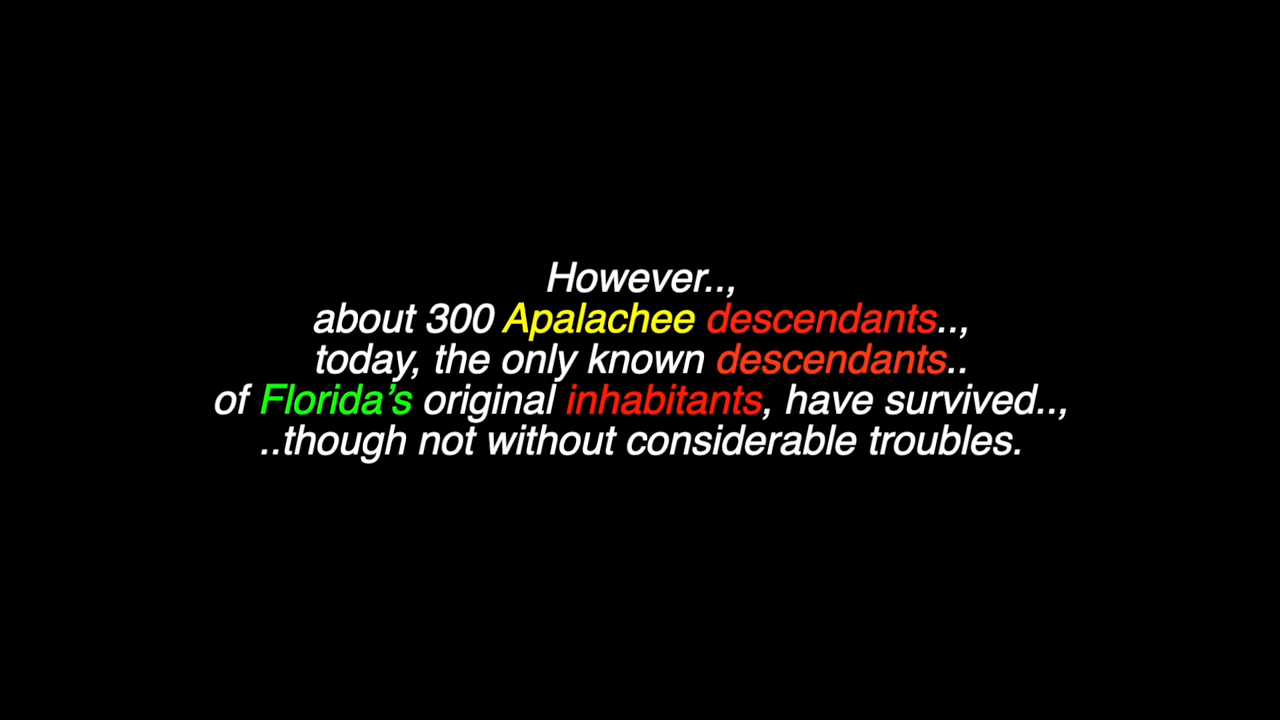 However..,
about 300 Apalachee descendants..,
today, the only known descendants..
of Florida’s original inhabitants, have survived..,
..though not without considerable troubles.